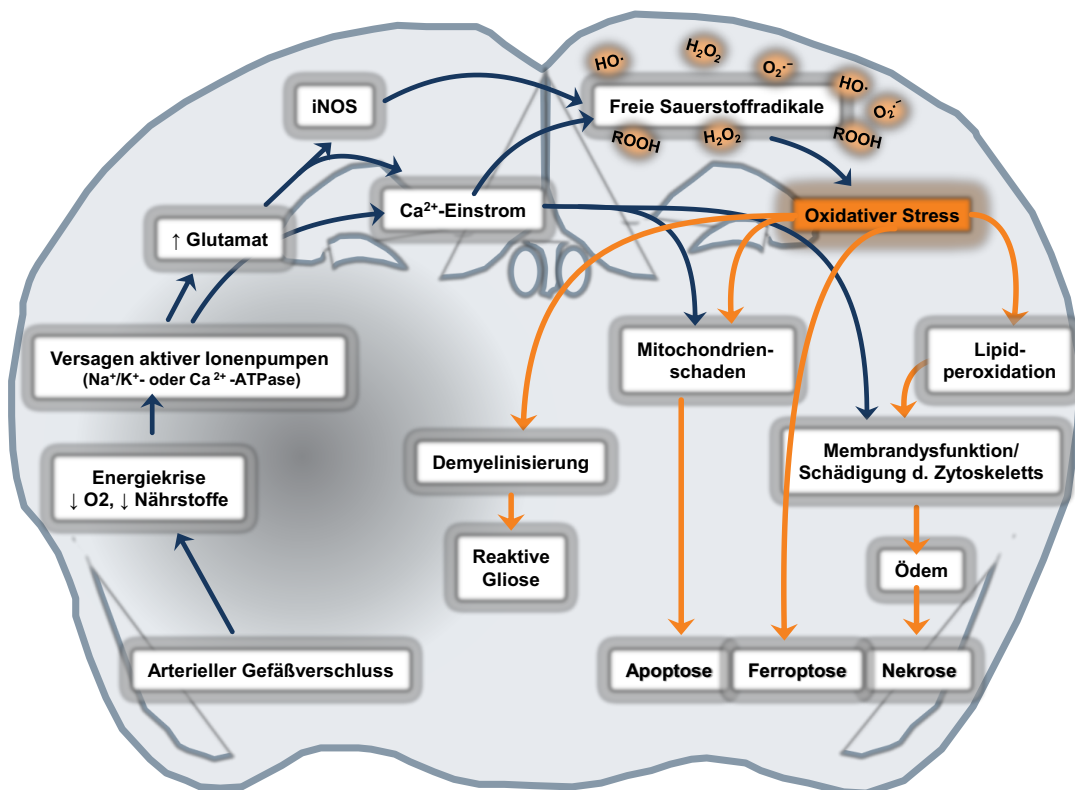 HO·
H₂O₂
O₂·⁻
HO·
O₂·⁻
iNOS
Freie Sauerstoffradikale
ROOH
H₂O₂
ROOH
Ca²⁺-Einstrom
Oxidativer Stress
↑ Glutamat
Versagen aktiver Ionenpumpen
(Na⁺/K⁺- oder Ca²⁺-ATPase)
Mitochondrien-
schaden
Lipid-
peroxidation
Energiekrise
↓ O2, ↓ Nährstoffe
Demyelinisierung
Membrandysfunktion/
Schädigung d. Zytoskeletts
Reaktive
Gliose
Ödem
Arterieller Gefäßverschluss
Apoptose
Ferroptose
Nekrose